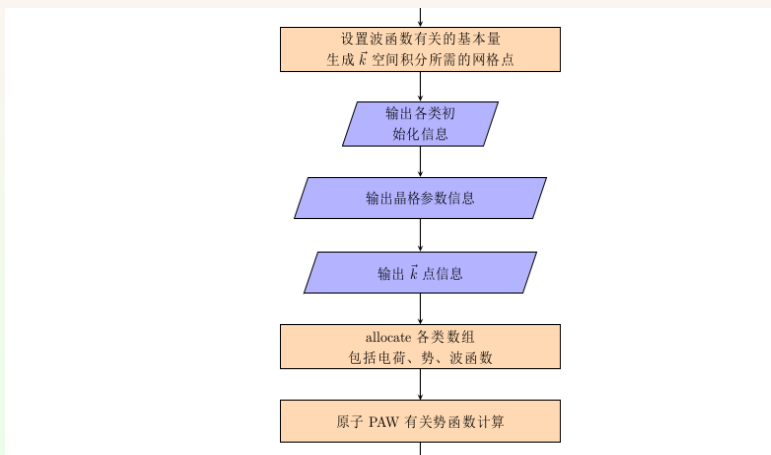 设置波函数有关的基本量
生成 $\vec{k}$ 空间积分所需的网格点
输出各类初
始化信息
输出晶格参数信息
输出 $\vec{k}$ 点信息
allocate 各类数组
包括电荷、势、波函数
原子 PAW 有关势函数计算